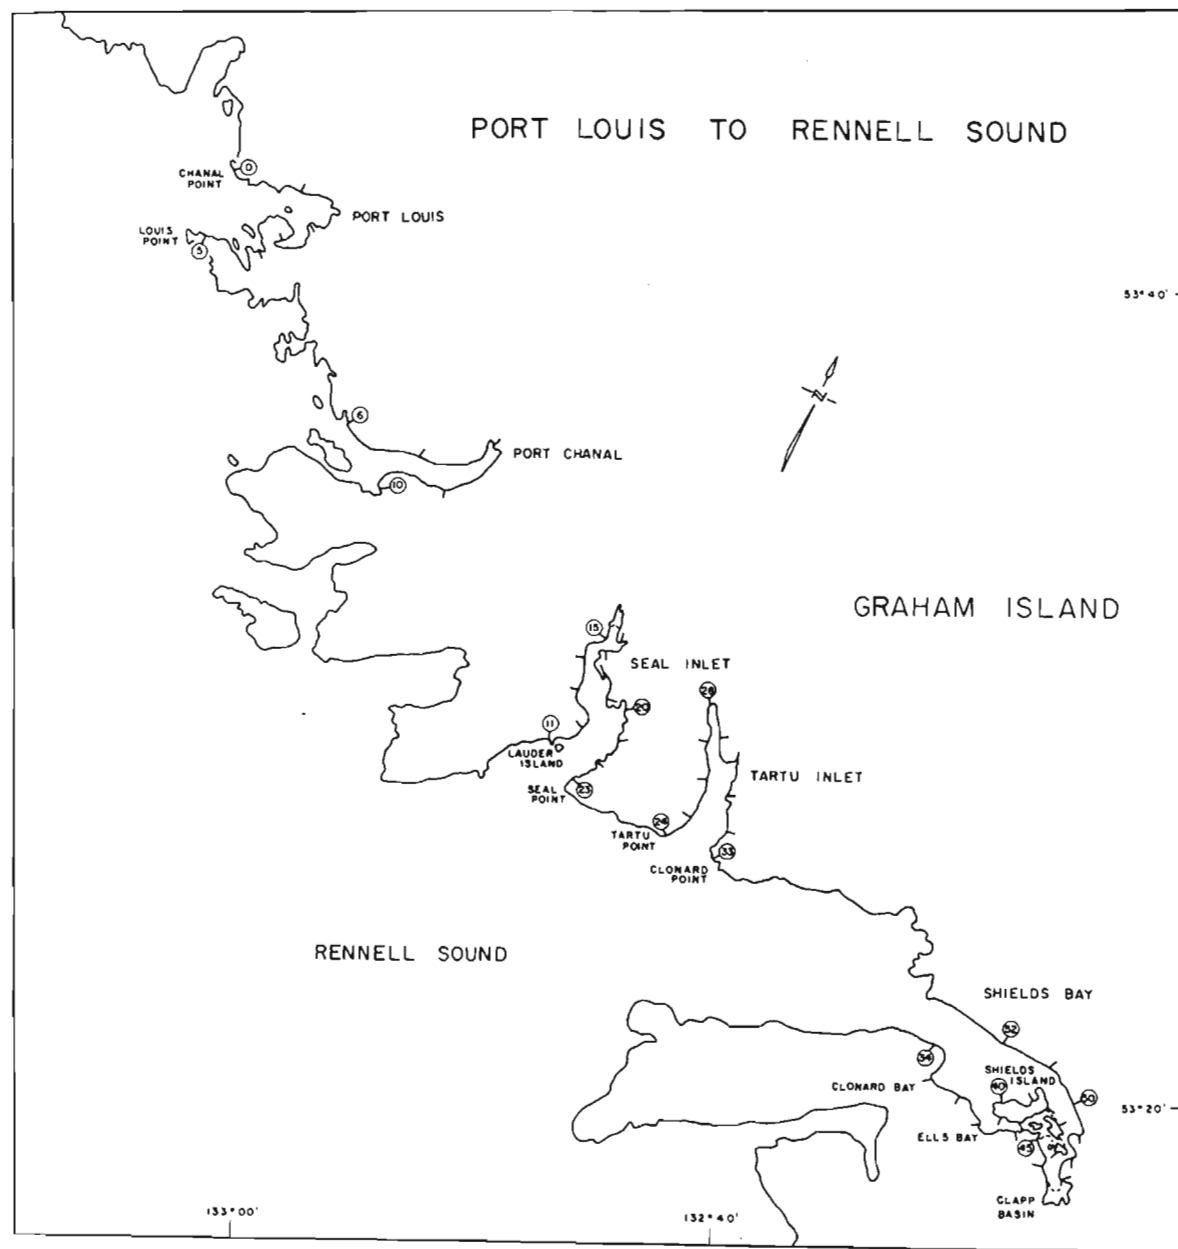 PORT LOUIS TO RENNELL SOUND
0
CHANAL
POINT
PORT LOUIS
LOUIS
POINT
5
53° 40'
N
6
PORT CHANAL
10
GRAHAM ISLAND
15
SEAL INLET
28
20
11
LAUDER
ISLAND
TARTU INLET
SEAL
POINT
23
24
TARTU
POINT
33
CLONARD
POINT
RENNELL SOUND
SHIELDS BAY
52
34
SHIELDS
ISLAND
CLONARD BAY
40
50
53° 20'
ELLS BAY
45
CLAPP
BASIN
133° 00'
132° 40'